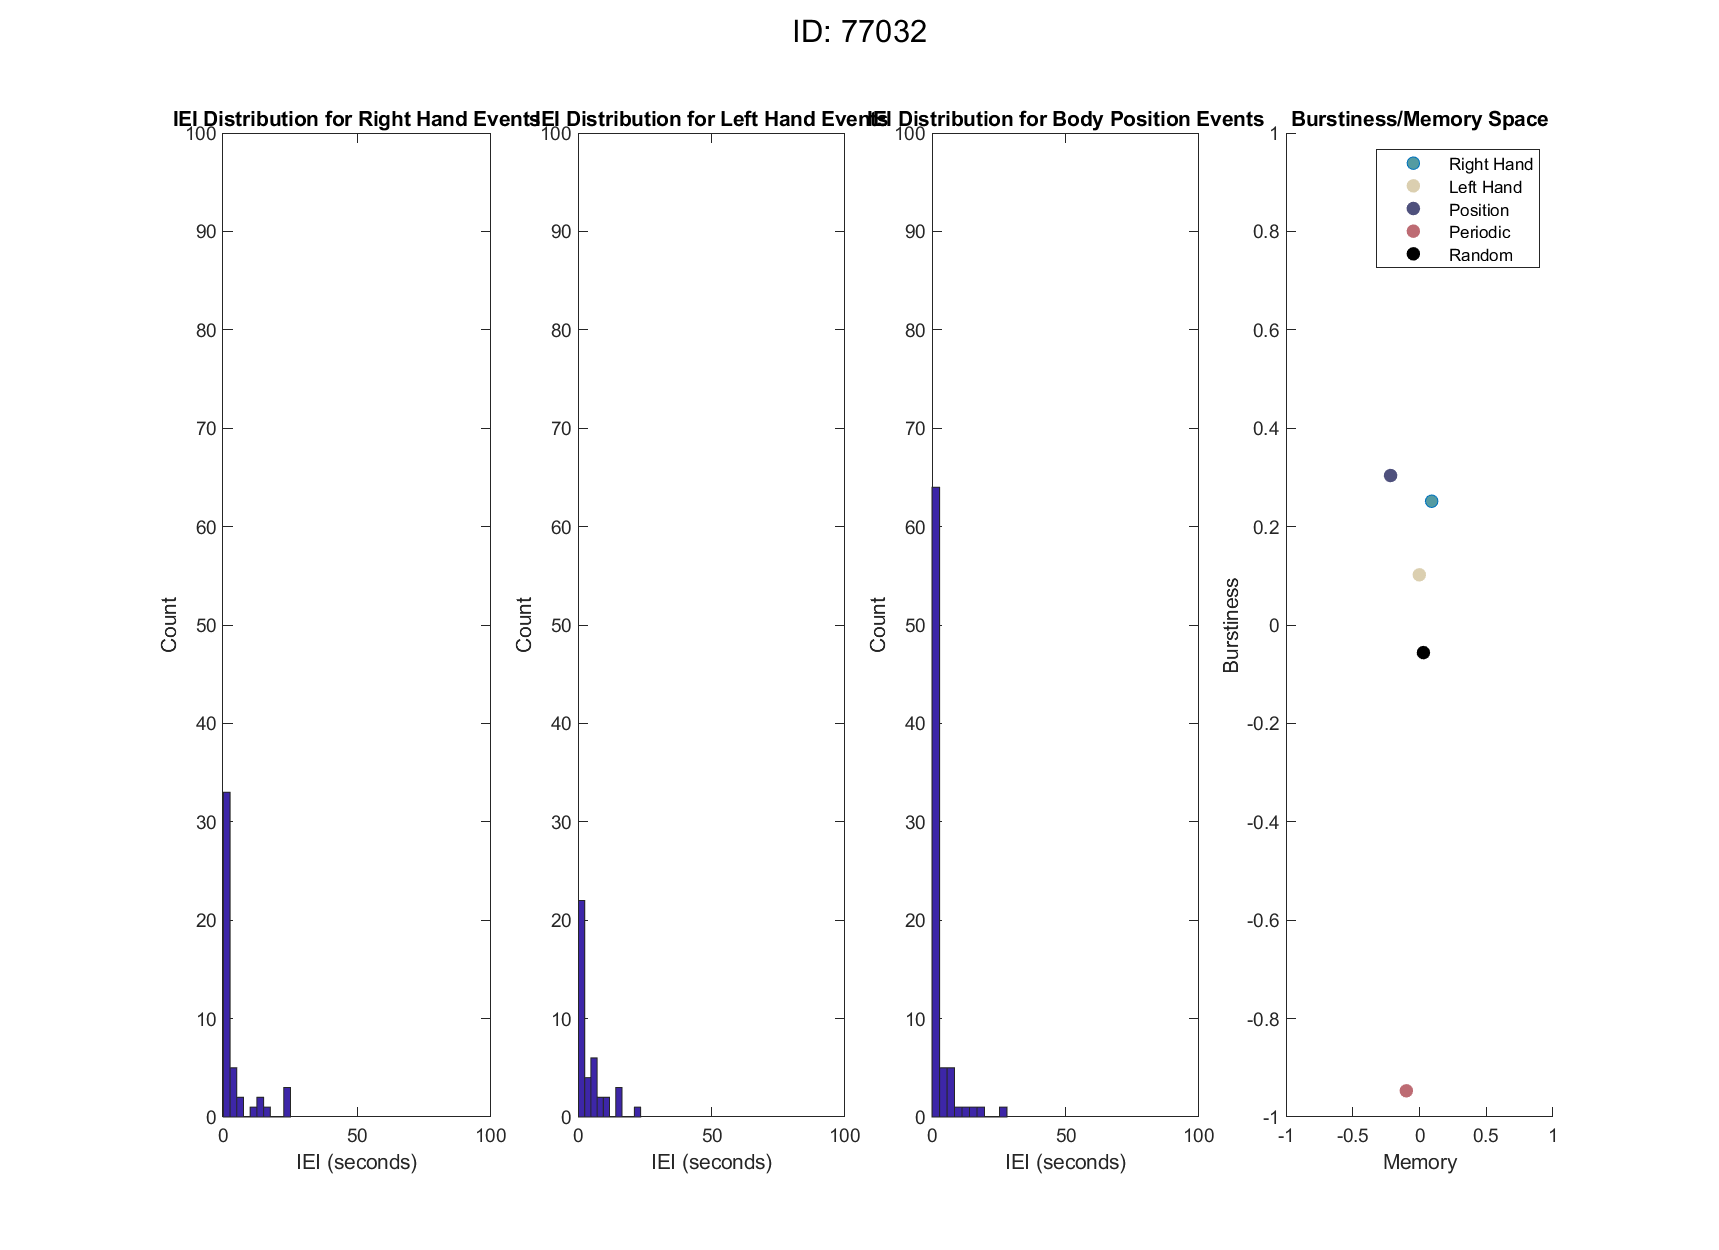 ID: 77032
IEI Distribution for Right Hand Events
100
90
80
70
60
50
40
30
20
10
0
Count
0 50 100
IEI (seconds)
IEI Distribution for Left Hand Events
100
90
80
70
60
50
40
30
20
10
0
Count
0 50 100
IEI (seconds)
IEI Distribution for Body Position Events
100
90
80
70
60
50
40
30
20
10
0
Count
0 50 100
IEI (seconds)
Burstiness/Memory Space
1
0.8
0.6
0.4
0.2
0
-0.2
-0.4
-0.6
-0.8
-1
Burstiness
-1 -0.5 0 0.5 1
Memory
Right Hand
Left Hand
Position
Periodic
Random